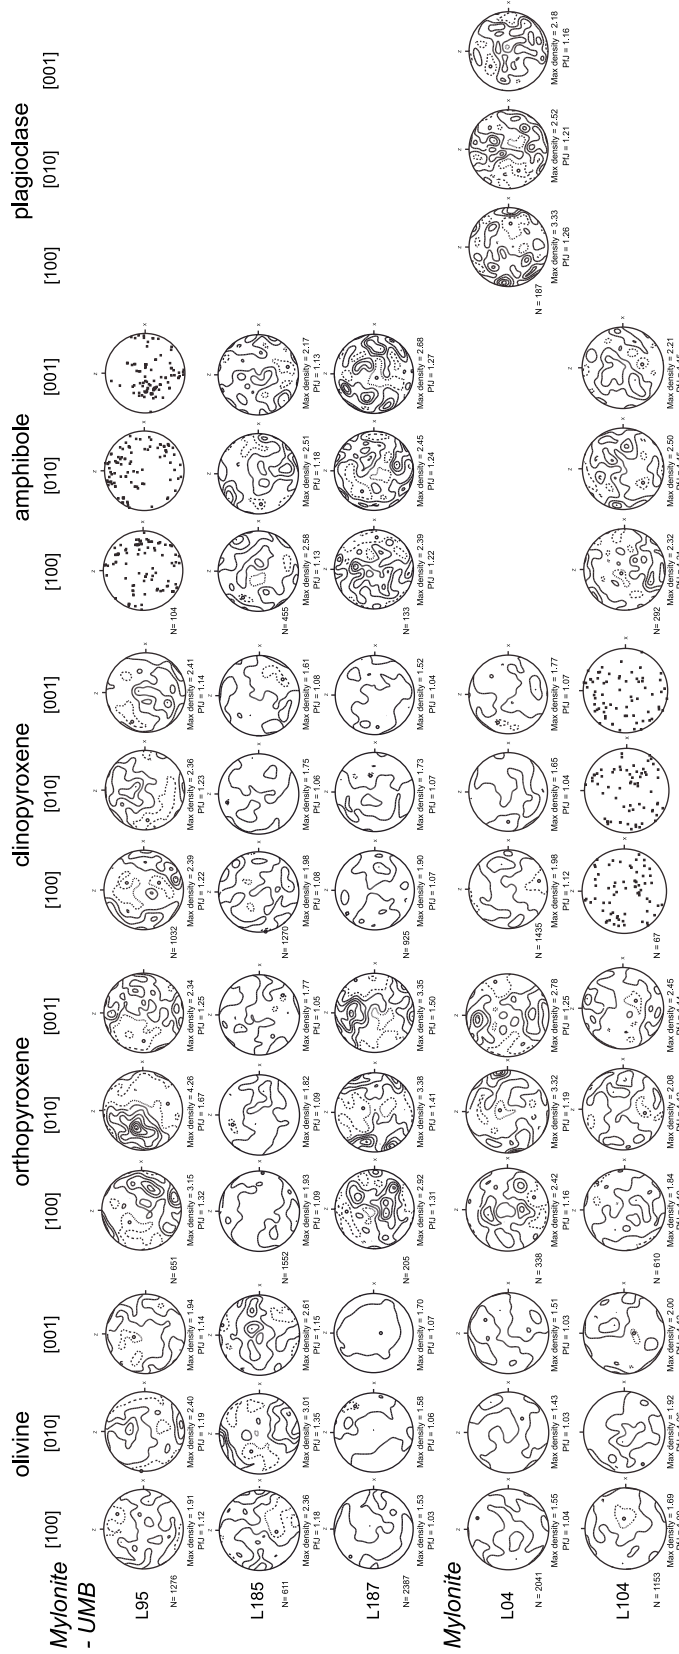 olivine orthopyroxene clinopyroxene amphibole plagioclase
[100] [010] [001] [100] [010] [001] [100] [010] [001] [100] [010] [001] [100] [010] [001]
Mylonite
- UMB
L95
N= 1276 N= 651 N= 1032 N= 104
Max density = 1.91 Max density = 2.40 Max density = 1.94 Max density = 3.15 Max density = 4.26 Max density = 2.34 Max density = 2.39 Max density = 2.36 Max density = 2.41
PfJ = 1.12 PfJ = 1.19 PfJ = 1.14 PfJ = 1.32 PfJ = 1.67 PfJ = 1.25 PfJ = 1.22 PfJ = 1.23 PfJ = 1.14
L185
N= 611 N= 1552 N= 1270 N= 455
Max density = 2.36 Max density = 3.01 Max density = 2.61 Max density = 1.93 Max density = 1.82 Max density = 1.77 Max density = 1.98 Max density = 1.75 Max density = 1.61 Max density = 2.58 Max density = 2.51 Max density = 2.17
PfJ = 1.18 PfJ = 1.35 PfJ = 1.15 PfJ = 1.09 PfJ = 1.09 PfJ = 1.05 PfJ = 1.08 PfJ = 1.06 PfJ = 1.08 PfJ = 1.13 PfJ = 1.18 PfJ = 1.13
L187
N= 2387 N= 205 N= 925 N= 133
Max density = 1.53 Max density = 1.58 Max density = 1.70 Max density = 2.92 Max density = 3.38 Max density = 3.35 Max density = 1.90 Max density = 1.73 Max density = 1.52 Max density = 2.39 Max density = 2.45 Max density = 2.68
PfJ = 1.03 PfJ = 1.06 PfJ = 1.07 PfJ = 1.31 PfJ = 1.41 PfJ = 1.50 PfJ = 1.07 PfJ = 1.07 PfJ = 1.04 PfJ = 1.22 PfJ = 1.24 PfJ = 1.27
Mylonite
L04
N = 2041 N = 338 N = 1435 N = 187
Max density = 1.55 Max density = 1.43 Max density = 1.51 Max density = 2.42 Max density = 3.32 Max density = 2.78 Max density = 1.98 Max density = 1.65 Max density = 1.77 Max density = 3.33 Max density = 2.52 Max density = 2.18
PfJ = 1.04 PfJ = 1.03 PfJ = 1.03 PfJ = 1.16 PfJ = 1.19 PfJ = 1.25 PfJ = 1.12 PfJ = 1.04 PfJ = 1.07 PfJ = 1.26 PfJ = 1.21 PfJ = 1.16
L104
N = 1153 N = 610 N = 67 N= 292
Max density = 1.69 Max density = 1.92 Max density = 2.00 Max density = 1.84 Max density = 2.08 Max density = 2.45 Max density = 2.32 Max density = 2.50 Max density = 2.21